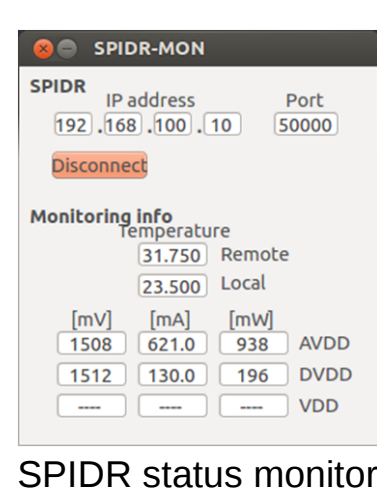 SPIDR-MON
SPIDR
IP address Port
192 . 168 . 100 . 10 50000
Disconnect
Monitoring info
Temperature
31.750 Remote
23.500 Local
[mV] [mA] [mW]
1508 621.0 938 AVDD
1512 130.0 196 DVDD
---- ---- ---- VDD
SPIDR status monitor